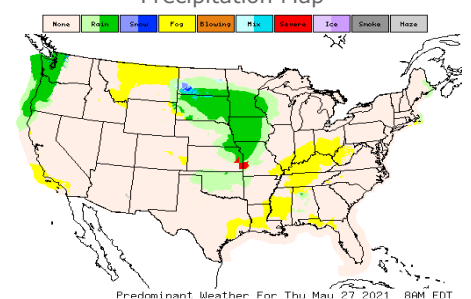 Precipitation Map
None Rain Snow Fog Blowing Mix Severe Ice Smoke Haze
Predominant Weather For Thu May 27 2021 8AM EDT